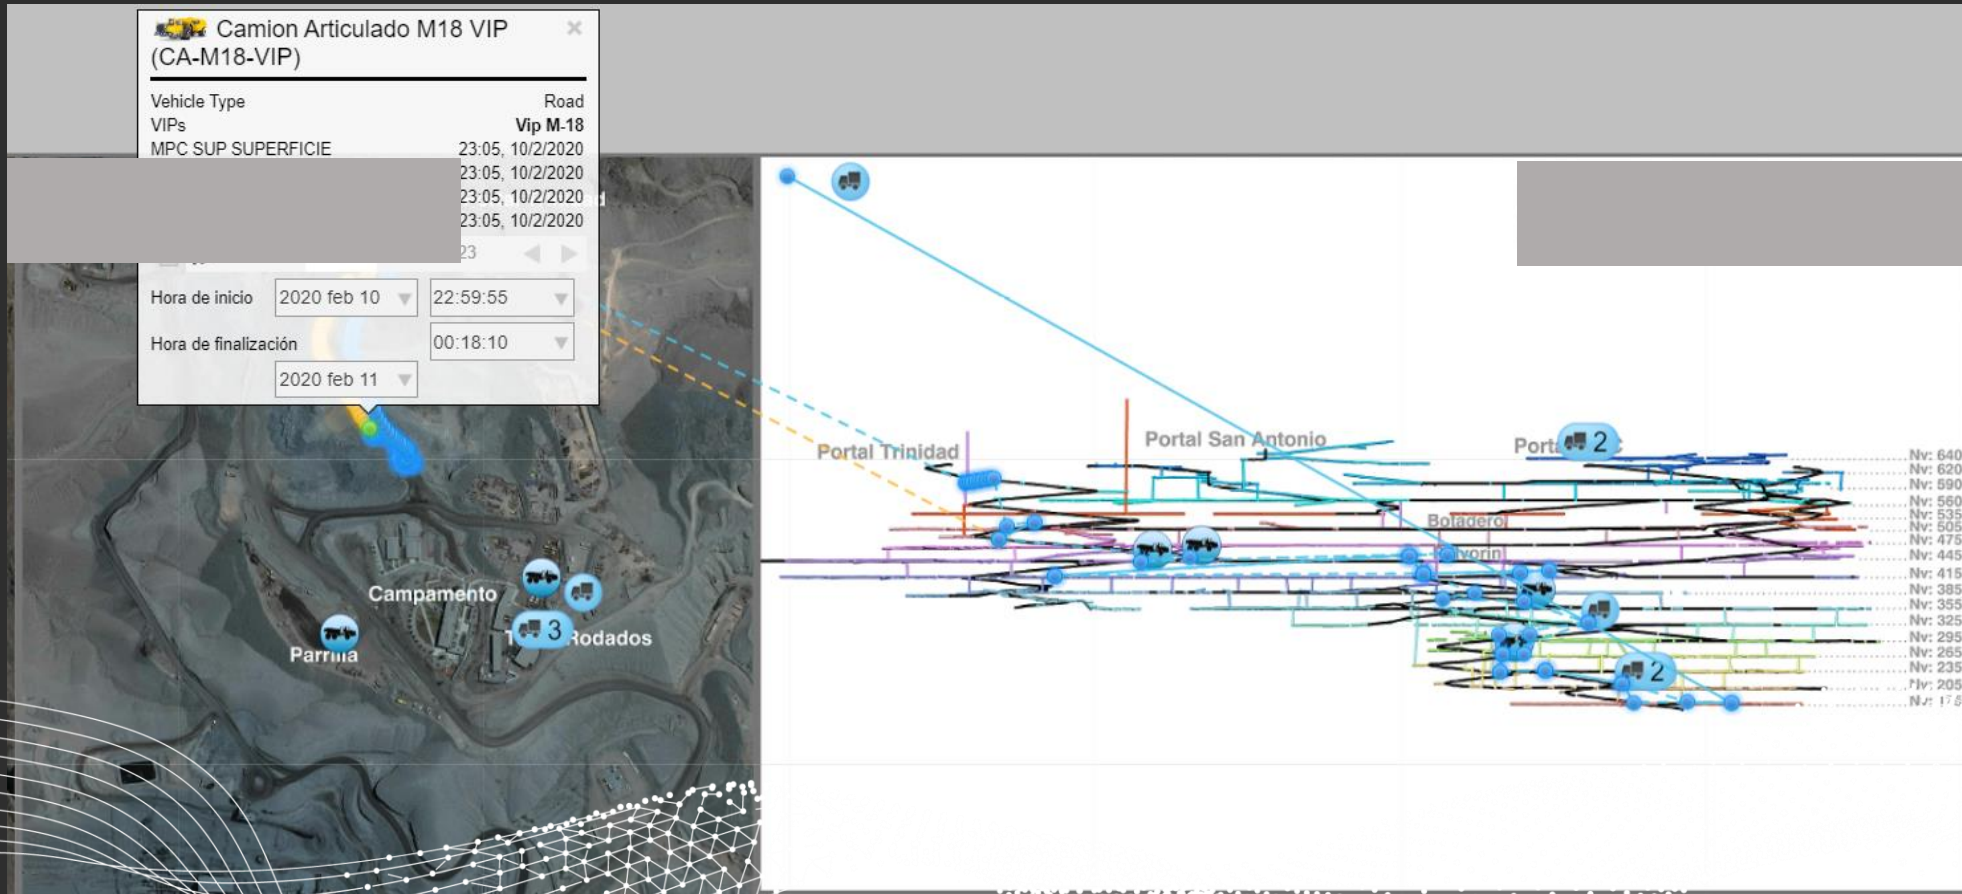 Camion Articulado M18 VIP
(CA-M18-VIP)
Vehicle Type Road
VIPs Vip M-18
MPC SUP SUPERFICIE 23:05, 10/2/2020
23:05, 10/2/2020
23:05, 10/2/2020
23:05, 10/2/2020
23
Hora de inicio 2020 feb 10 22:59:55
Hora de finalización 00:18:10
2020 feb 11
Campamento
3
Rodados
Parrilla
Portal Trinidad
Portal San Antonio
2
Botadero
2
Nv: 640
Nv: 620
Nv: 590
Nv: 560
Nv: 535
Nv: 505
Nv: 475
Nv: 445
Nv: 415
Nv: 385
Nv: 355
Nv: 325
Nv: 295
Nv: 265
Nv: 235
Nv: 205